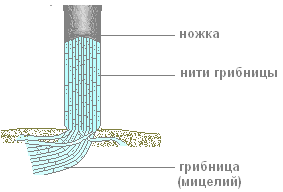 ножка
нити грибницы
грибница
(мицелий)